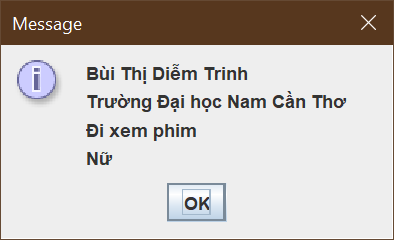 Message
Bùi Thị Diễm Trinh
Trường Đại học Nam Cần Thơ
Đi xem phim
Nữ
OK